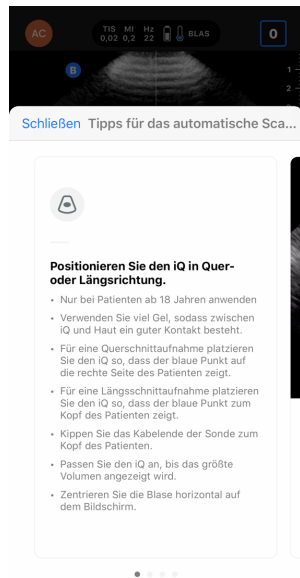 AC
TIS MI Hz
0,02 0,2 22
BLAS
0
B
1
2
Schließen Tipps für das automatische Sca...
Positionieren Sie den iQ in Quer-
oder Längsrichtung.
• Nur bei Patienten ab 18 Jahren anwenden
• Verwenden Sie viel Gel, sodass zwischen
iQ und Haut ein guter Kontakt besteht.
• Für eine Querschnittaufnahme platzieren
Sie den iQ so, dass der blaue Punkt auf
die rechte Seite des Patienten zeigt.
• Für eine Längsschnittaufnahme platzieren
Sie den iQ so, dass der blaue Punkt zum
Kopf des Patienten zeigt.
• Kippen Sie das Kabelende der Sonde zum
Kopf des Patienten.
• Passen Sie den iQ an, bis das größte
Volumen angezeigt wird.
• Zentrieren Sie die Blase horizontal auf
dem Bildschirm.